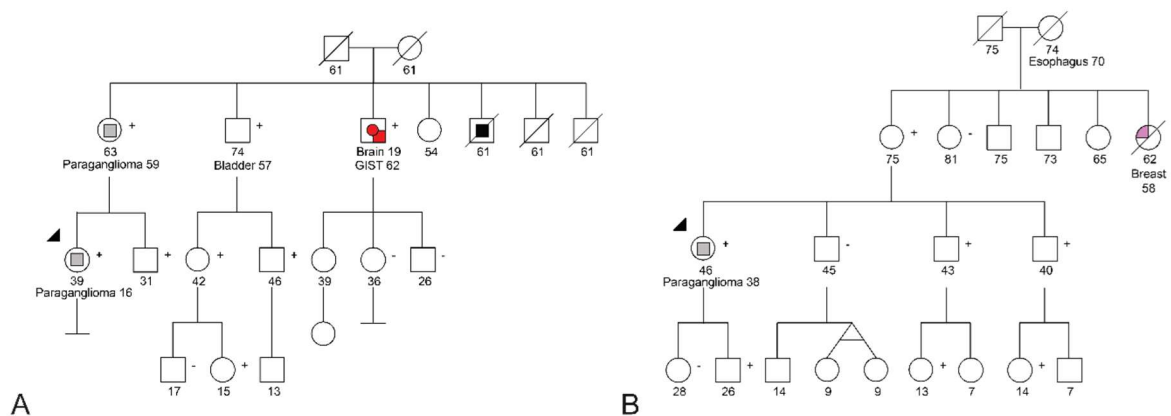 61 61
+ + +
63 74 Brain 19 54 61 61 61
Paraganglioma 59 Bladder 57 GIST 62
+ + + + - -
39 31 42 46 39 36 26
Paraganglioma 16
- +
17 15 13
A
75 74
Esophagus 70
+ -
75 81 75 73 65 62
Breast
58
+ - + +
46 45 43 40
Paraganglioma 38
- + + +
28 26 14 9 9 13 7 14 7
B